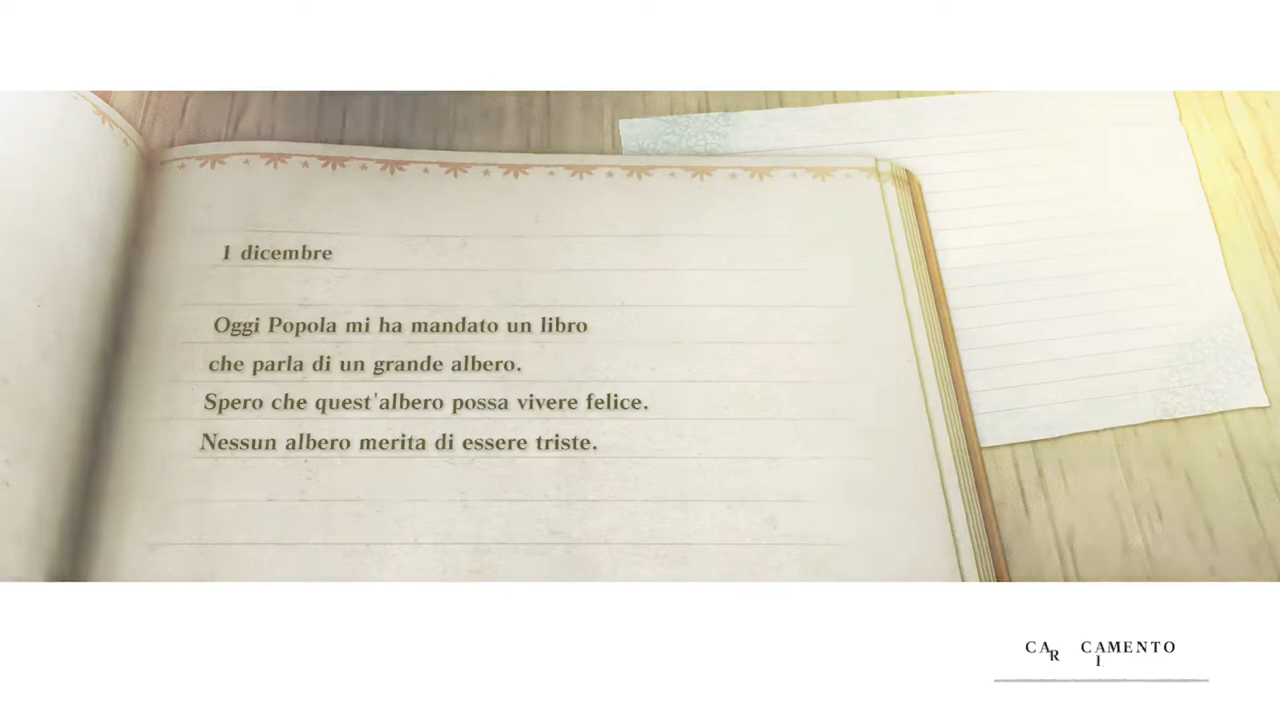 1 dicembre
Oggi Popola mi ha mandato un libro
che parla di un grande albero.
Spero che quest'albero possa vivere felice.
Nessun albero merita di essere triste.
CARICAMENTO